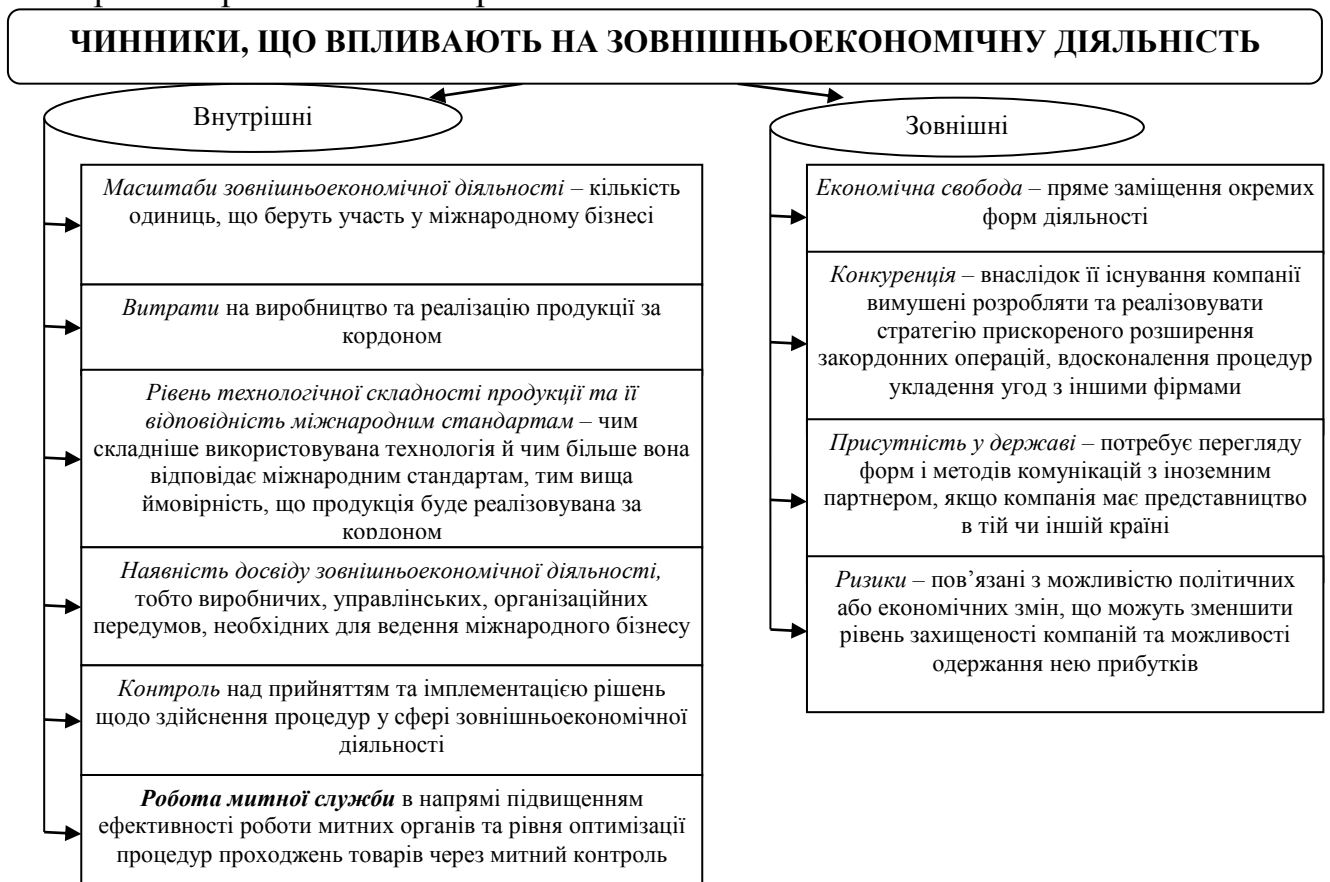 ЧИННИКИ, ЩО ВПЛИВАЮТЬ НА ЗОВНІШНЬОЕКОНОМІЧНУ ДІЯЛЬНІСТЬ
Внутрішні
Масштаби зовнішньоекономічної діяльності – кількість
одиниць, що беруть участь у міжнародному бізнесі
Витрати на виробництво та реалізацію продукції за
кордоном
Рівень технологічної складності продукції та її
відповідність міжнародним стандартам – чим
складніше використовувана технологія й чим більше вона
відповідає міжнародним стандартам, тим вища
ймовірність, що продукція буде реалізовувана за
кордоном
Наявність досвіду зовнішньоекономічної діяльності,
тобто виробничих, управлінських, організаційних
передумов, необхідних для ведення міжнародного бізнесу
Контроль над прийняттям та імплементацією рішень
щодо здійснення процедур у сфері зовнішньоекономічної
діяльності
Робота митної служби в напрямі підвищенням
ефективності роботи митних органів та рівня оптимізації
процедур проходжень товарів через митний контроль
Зовнішні
Економічна свобода – пряме заміщення окремих
форм діяльності
Конкуренція – внаслідок її існування компанії
вимушені розробляти та реалізовувати
стратегію прискореного розширення
закордонних операцій, вдосконалення процедур
укладення угод з іншими фірмами
Присутність у державі – потребує перегляду
форм і методів комунікацій з іноземним
партнером, якщо компанія має представництво
в тій чи іншій країні
Ризики – пов’язані з можливістю політичних
або економічних змін, що можуть зменшити
рівень захищеності компаній та можливості
одержання нею прибутків